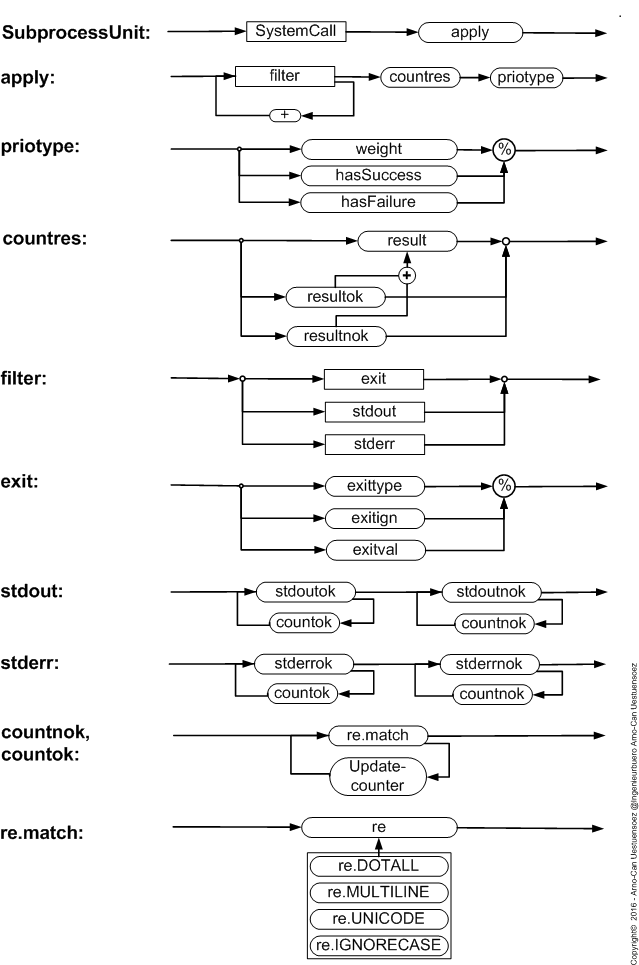 SubprocessUnit: SystemCall apply
apply: filter countres priotype
+
priotype: weight %
hasSuccess
hasFailure
countres: result
+
resultok
resultnok
filter: exit
stdout
stderr
exit: exittype %
exitign
exitval
stdout: stdoutok stdoutnok
countok countnok
stderr: stderrok stderrnok
countok countnok
countnok,
countok:
re.match
Update-
counter
re.match: re
re.DOTALL
re.MULTILINE
re.UNICODE
re.IGNORECASE
Copyright© 2016 - Arno-Can Uestuensoez @Ingenieurbuero Arno-Can Uestuensoez